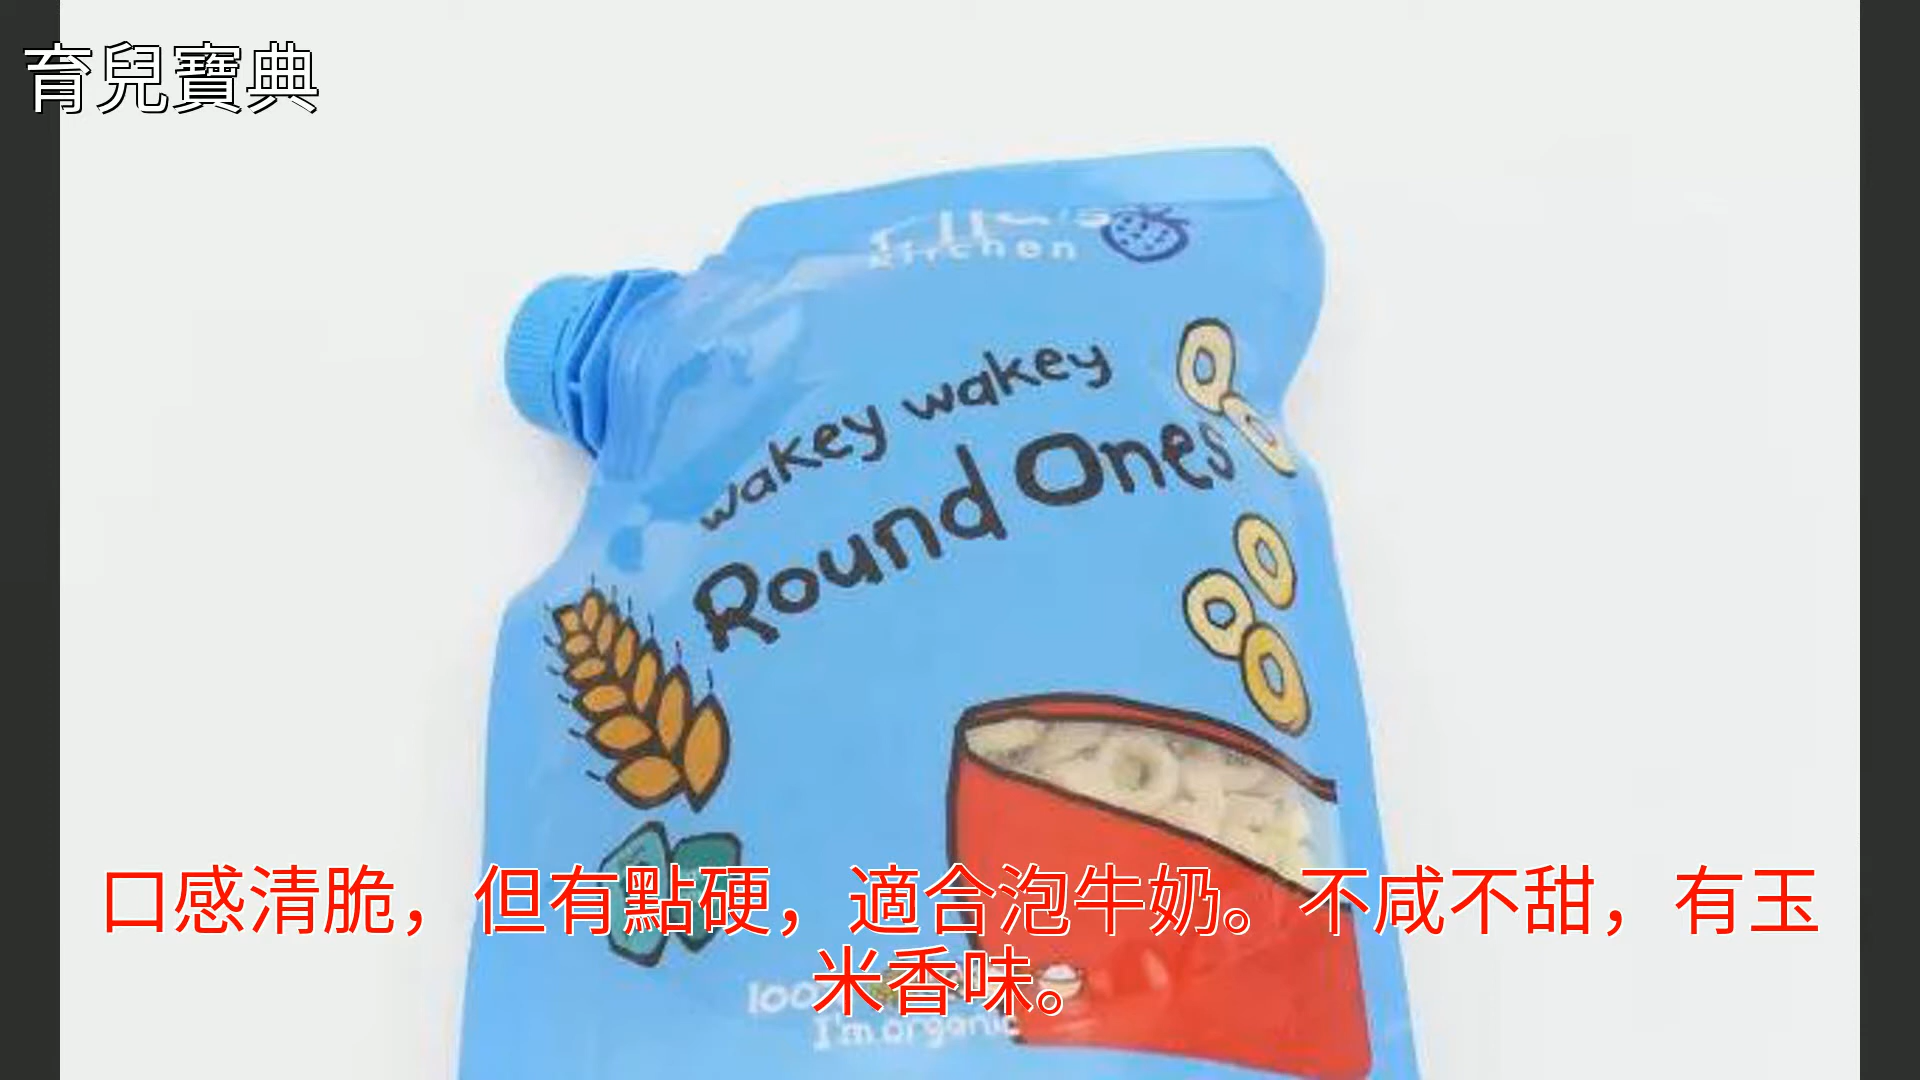 育兒寶典
kitchen
wakey wakey
Round Ones
口感清脆，但有點硬，適合泡牛奶。不咸不甜，有玉
米香味。
100%
I'm organic